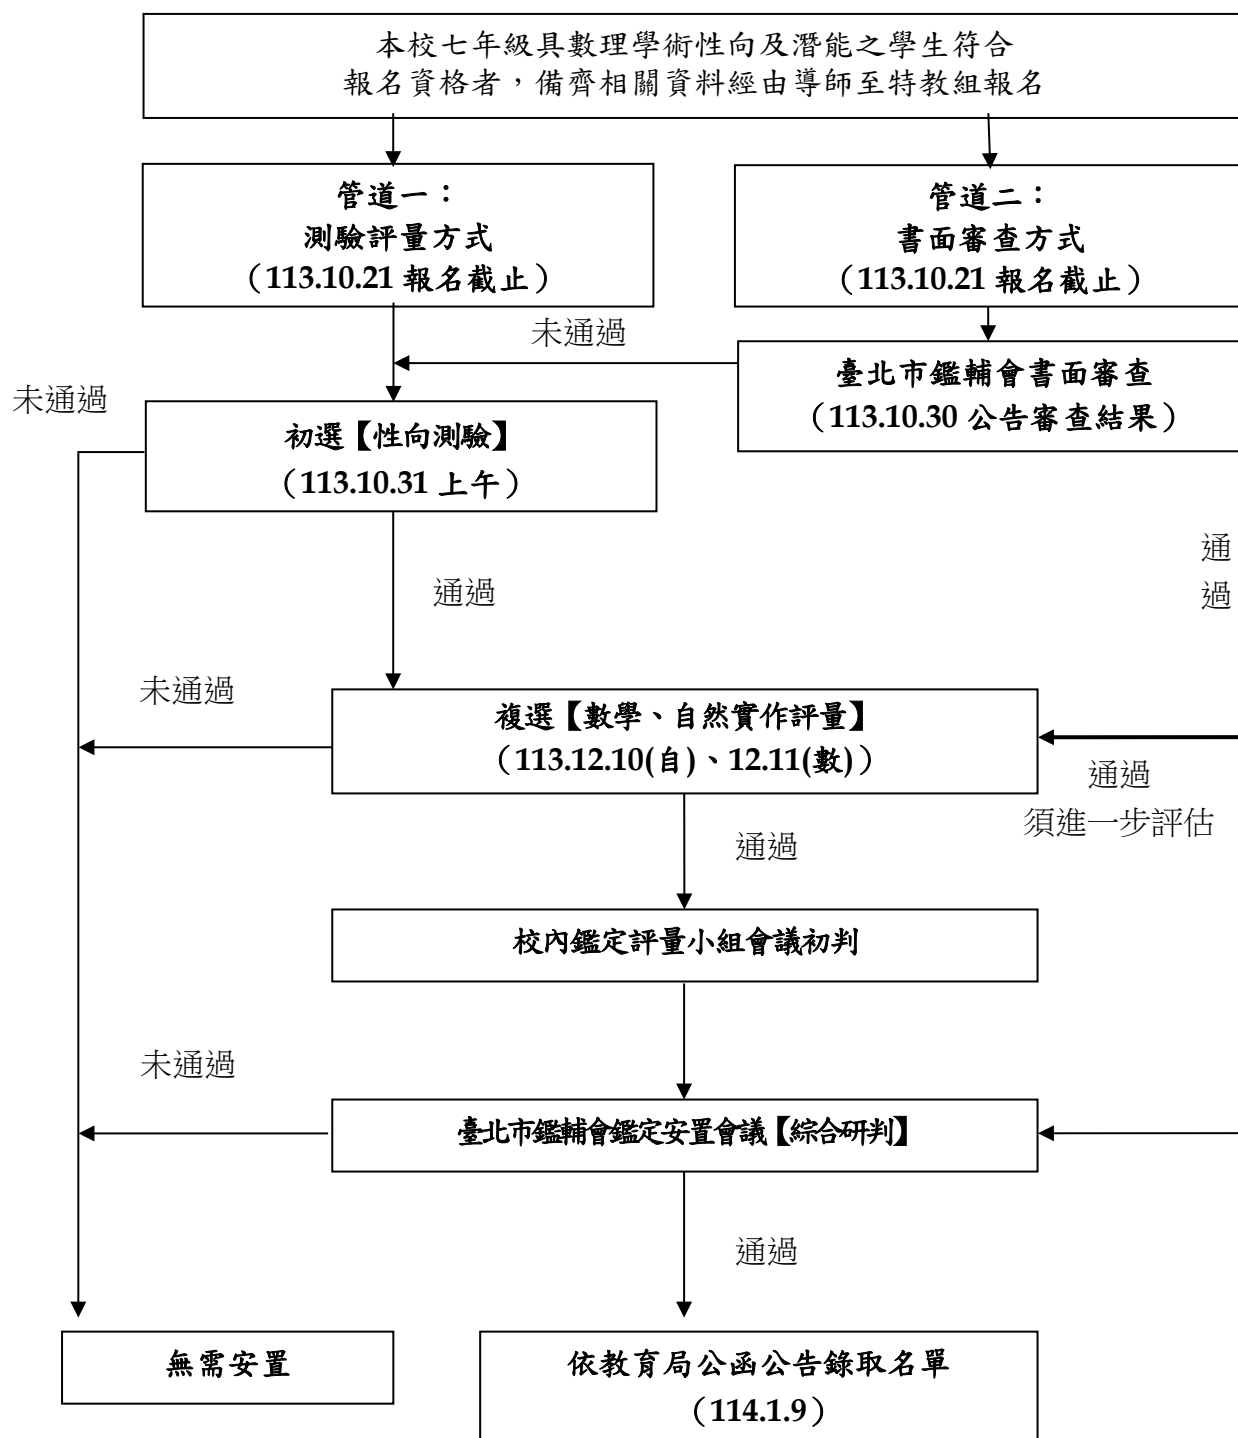 本校七年級具數理學術性向及潛能之學生符合
報名資格者，備齊相關資料經由導師至特教組報名
管道一：
測驗評量方式
（113.10.21 報名截止）
管道二：
書面審查方式
（113.10.21 報名截止）
未通過
臺北市鑑輔會書面審查
（113.10.30 公告審查結果）
未通過
初選【性向測驗】
（113.10.31 上午）
通
過
通過
未通過
複選【數學、自然實作評量】
（113.12.10(自)、12.11(數)）
通過
須進一步評估
通過
校內鑑定評量小組會議初判
未通過
臺北市鑑輔會鑑定安置會議【綜合研判】
通過
無需安置
依教育局公函公告錄取名單
（114.1.9）